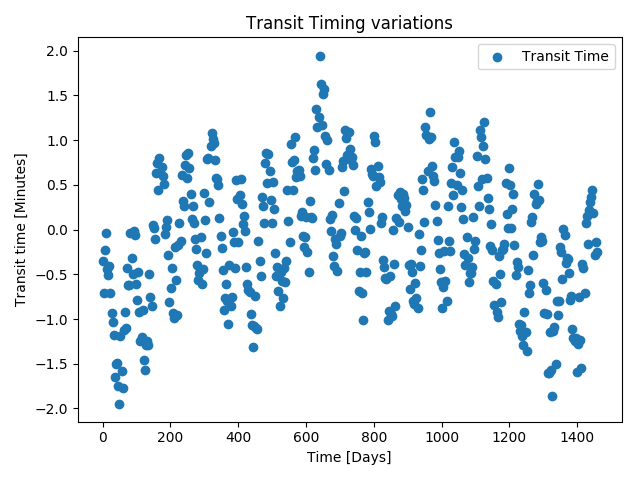 Transit Timing variations
Transit Time
2.0
1.5
1.0
0.5
0.0
−0.5
−1.0
−1.5
−2.0
Transit time [Minutes]
0 200 400 600 800 1000 1200 1400
Time [Days]